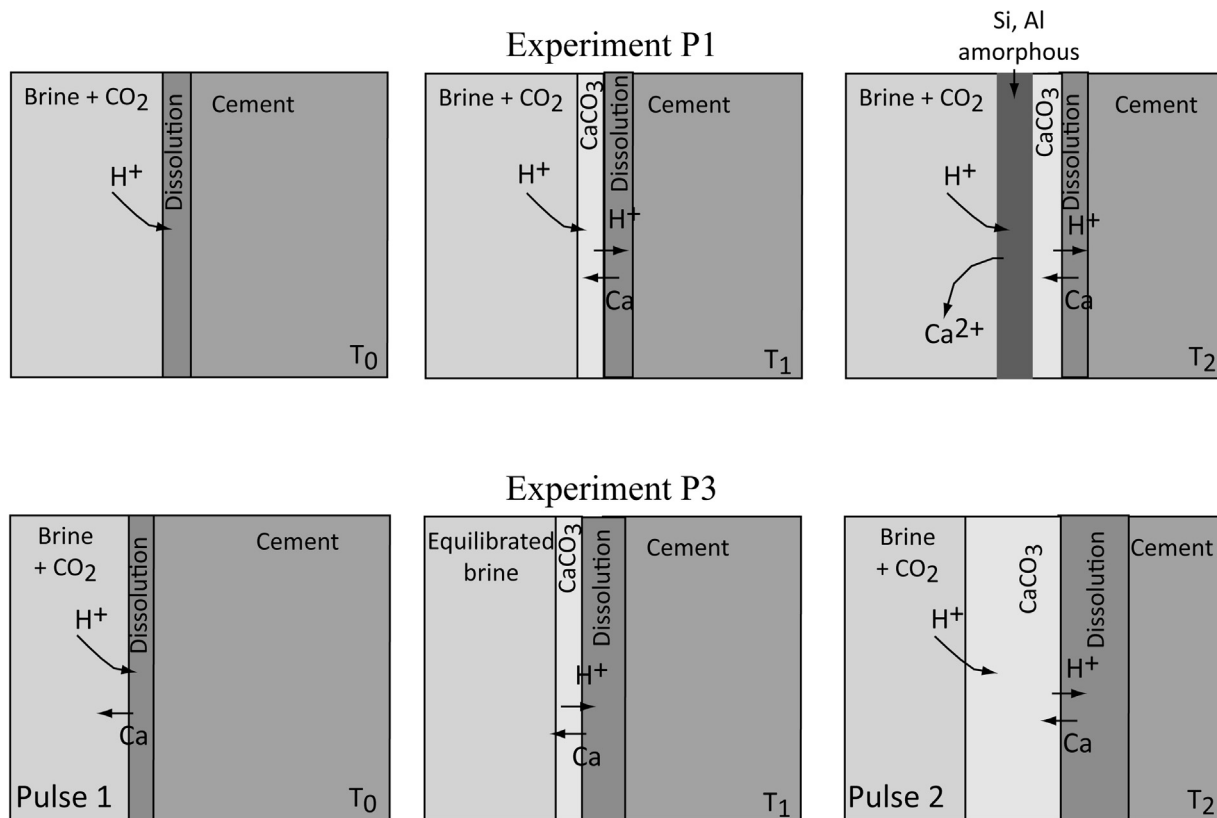 Experiment P1
Brine + CO2
Dissolution
Cement
H+
T0
Brine + CO2
CaCO3
Dissolution
Cement
H+
H+
Ca
T1
Si, Al
amorphous
Brine + CO2
CaCO3
Dissolution
Cement
H+
H+
Ca
Ca2+
T2
Experiment P3
Brine
+ CO2
Dissolution
Cement
H+
Ca
Pulse 1
T0
Equilibrated
brine
CaCO3
Dissolution
Cement
H+
Ca
T1
Brine
+ CO2
CaCO3
Dissolution
Cement
H+
H+
Ca
Pulse 2
T2